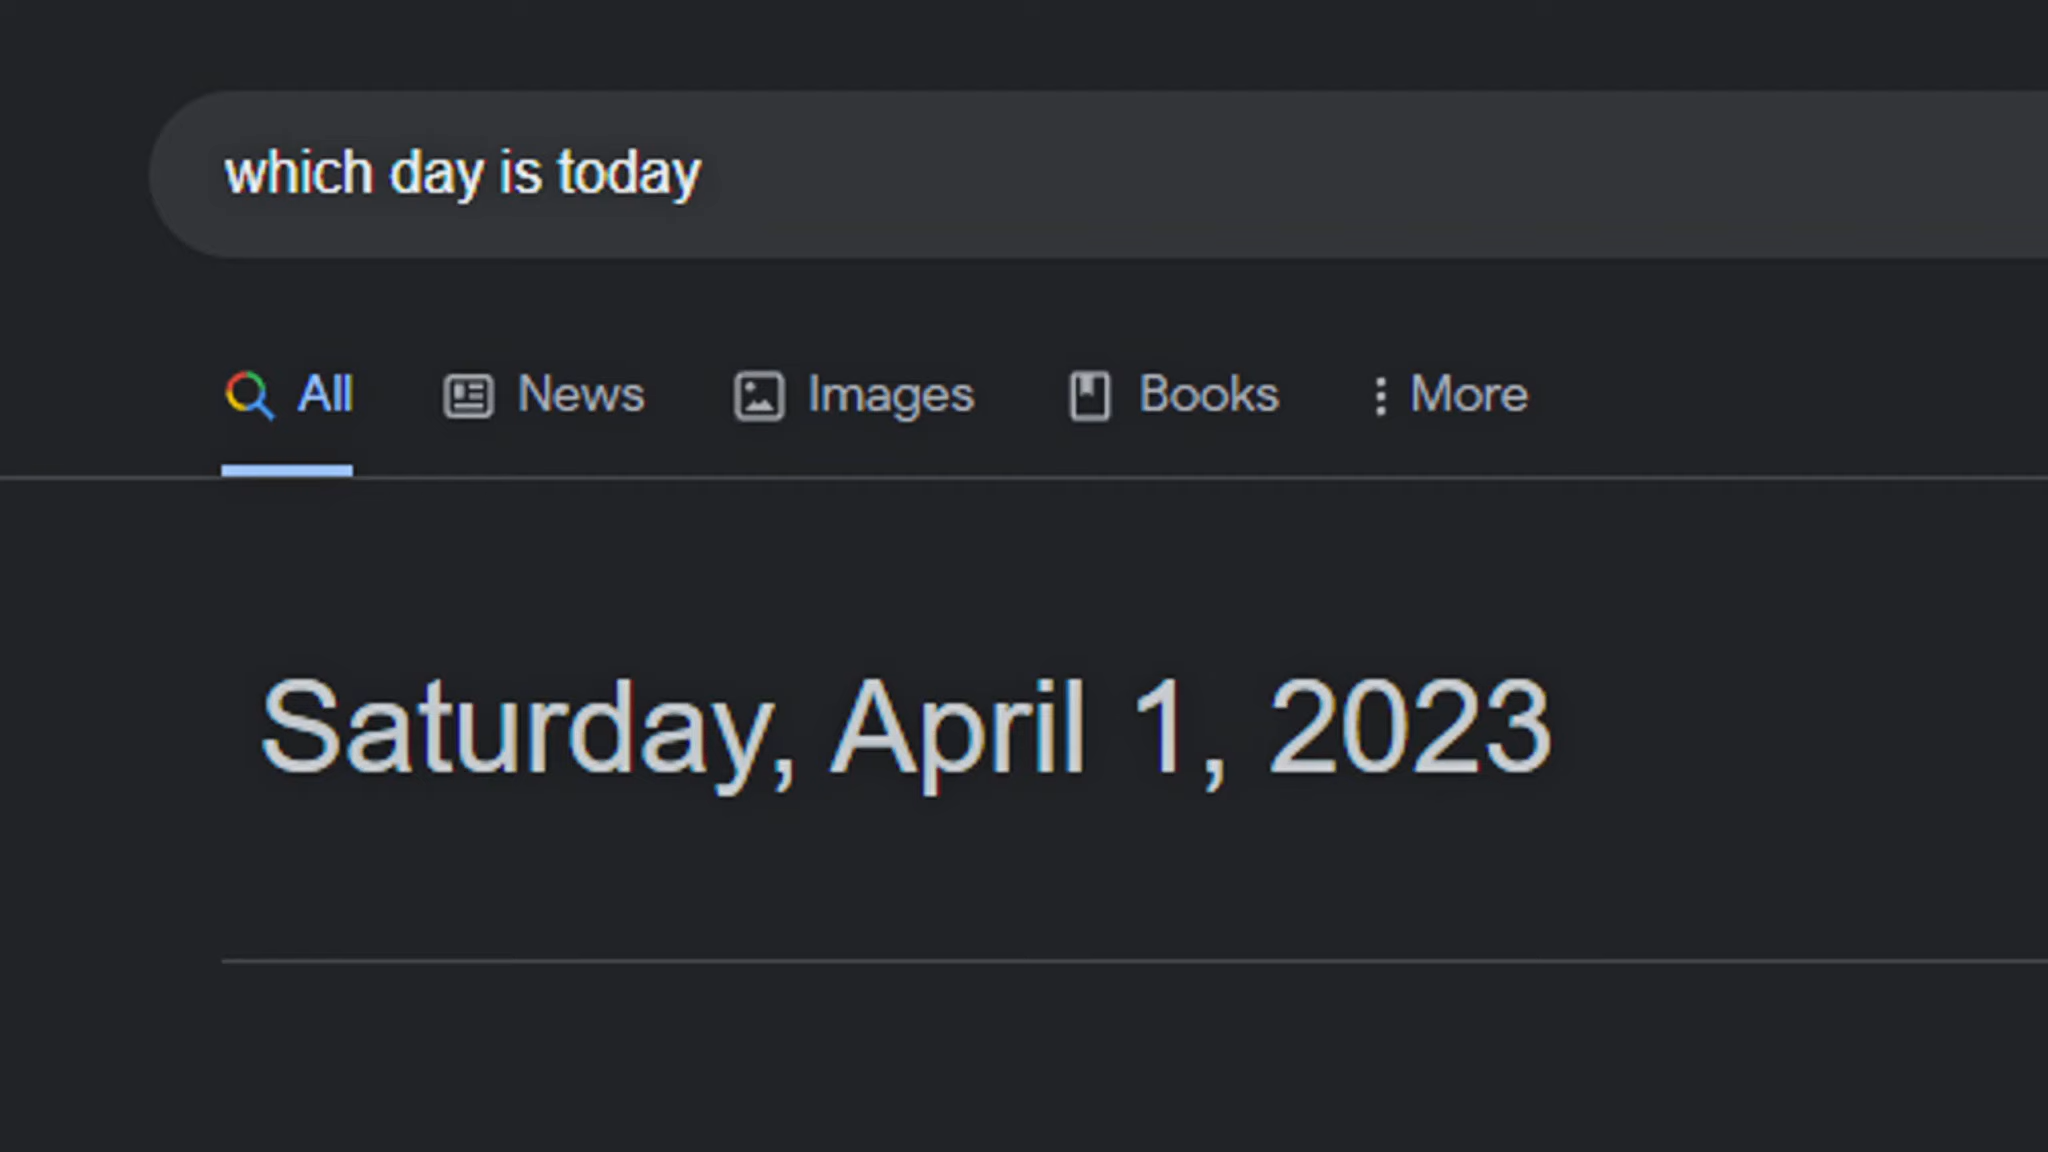 which day is today
All News Images Books More
Saturday, April 1, 2023